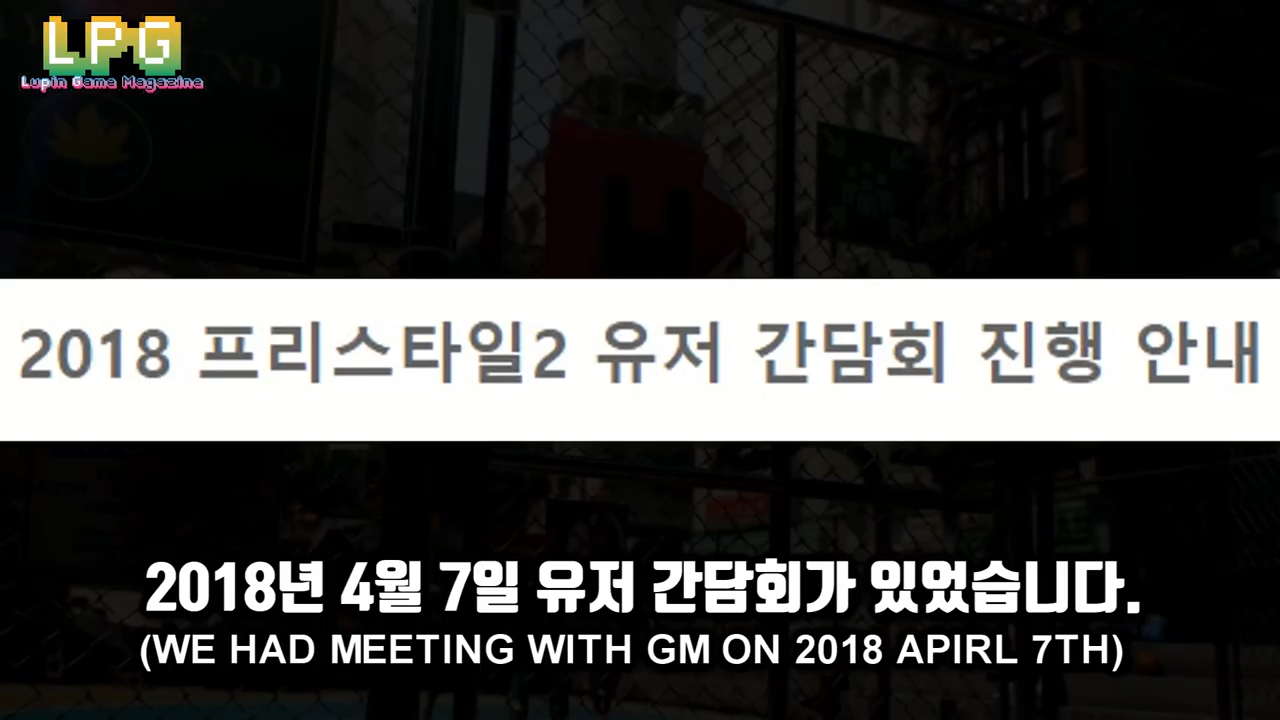 LPG
Lupin Game Magazine
2018 프리스타일2 유저 간담회 진행 안내
2018년 4월 7일 유저 간담회가 있었습니다.
(WE HAD MEETING WITH GM ON 2018 APIRL 7TH)